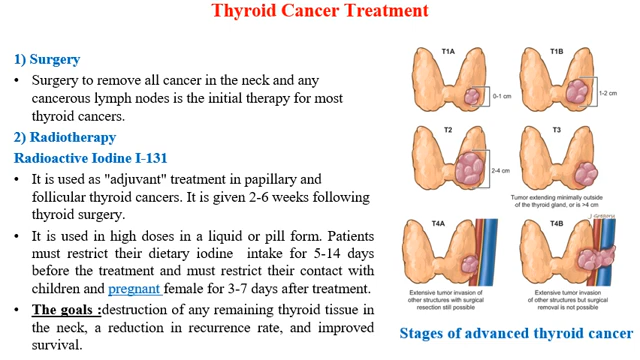 Thyroid Cancer Treatment
1) Surgery
• Surgery to remove all cancer in the neck and any
cancerous lymph nodes is the initial therapy for most
thyroid cancers.
2) Radiotherapy
Radioactive Iodine I-131
• It is used as "adjuvant" treatment in papillary and
follicular thyroid cancers. It is given 2-6 weeks following
thyroid surgery.
• It was used in high doses in a liquid or pill form. Patients
must restrict their dietary iodine intake for 5-14 days
before the treatment and must restrict their contact with
children and pregnant female for 3-7 days after treatment.
• The goals :destruction of any remaining thyroid tissue in
the neck, a reduction in recurrence rate, and improved
survival.
T1A
0-1 cm
T1B
1-2 cm
T2
2-4 cm
T3
Tumor extending minimally outside
of the thyroid gland, or is >4 cm
T4A
Extensive tumor invasion of
other structures with surgical
resection still possible
T4B
Extensive tumor invasion
of other structures but surgical
removal is not possible
Stages of advanced thyroid cancer